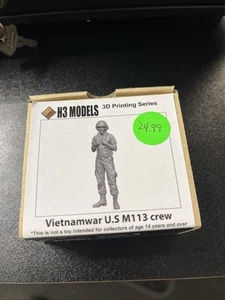 H3 MODELS 3D Printing Series
24.99
Vietnamwar U.S M113 crew
*This is not a toy intended for collectors of age 14 years and over